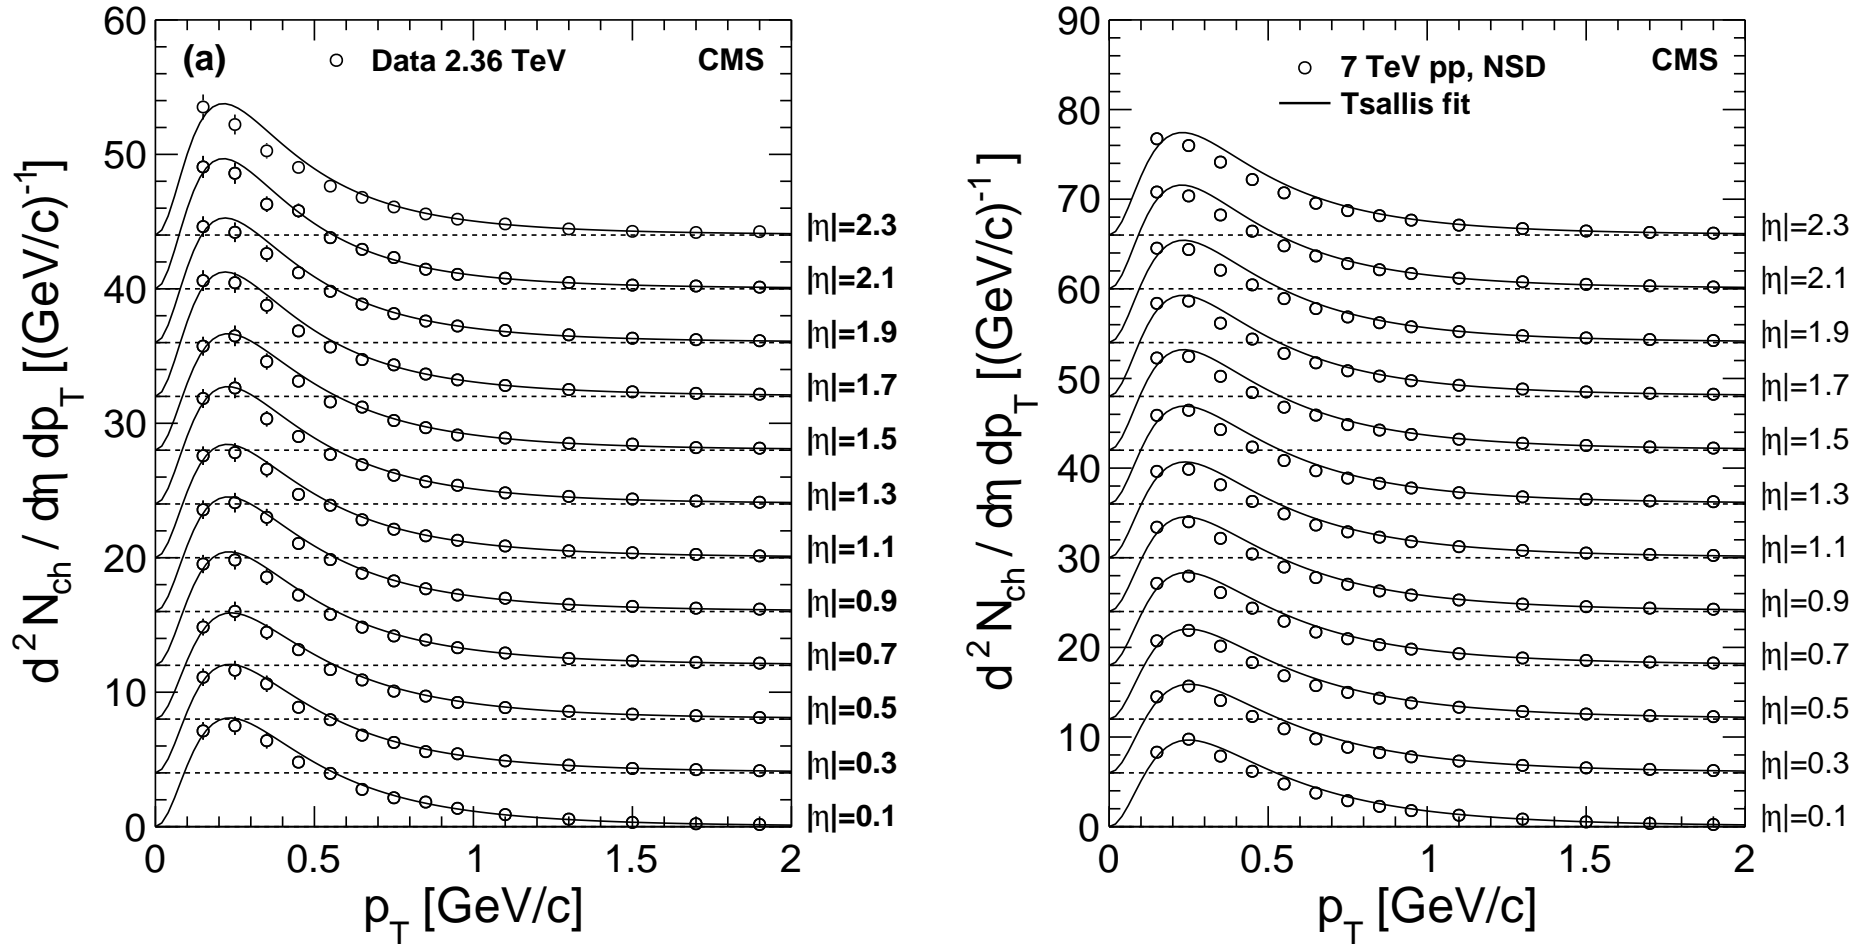 60
50
40
30
20
10
0
(a)
Data 2.36 TeV
CMS
|η|=2.3
|η|=2.1
|η|=1.9
|η|=1.7
|η|=1.5
|η|=1.3
|η|=1.1
|η|=0.9
|η|=0.7
|η|=0.5
|η|=0.3
|η|=0.1
0 0.5 1 1.5 2
p_T [GeV/c]
d² N_ch / dη dp_T [(GeV/c)⁻¹]
90
80
70
60
50
40
30
20
10
0
7 TeV pp, NSD
Tsallis fit
CMS
|η|=2.3
|η|=2.1
|η|=1.9
|η|=1.7
|η|=1.5
|η|=1.3
|η|=1.1
|η|=0.9
|η|=0.7
|η|=0.5
|η|=0.3
|η|=0.1
0 0.5 1 1.5 2
p_T [GeV/c]
d² N_ch / dη dp_T [(GeV/c)⁻¹]